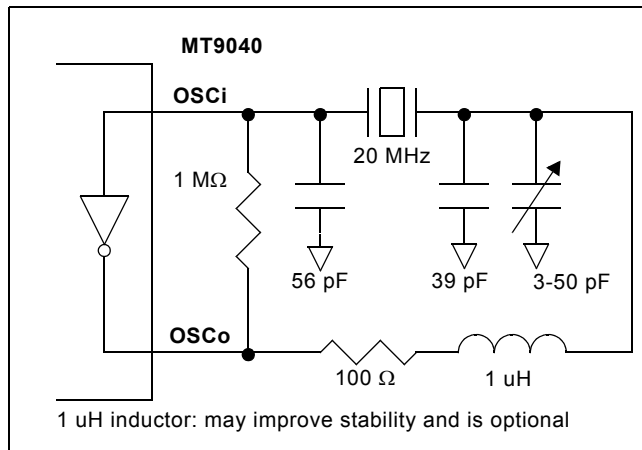 MT9040
OSCi
20 MHz
1 MΩ
56 pF
39 pF
3-50 pF
OSCo
100 Ω
1 uH
1 uH inductor: may improve stability and is optional